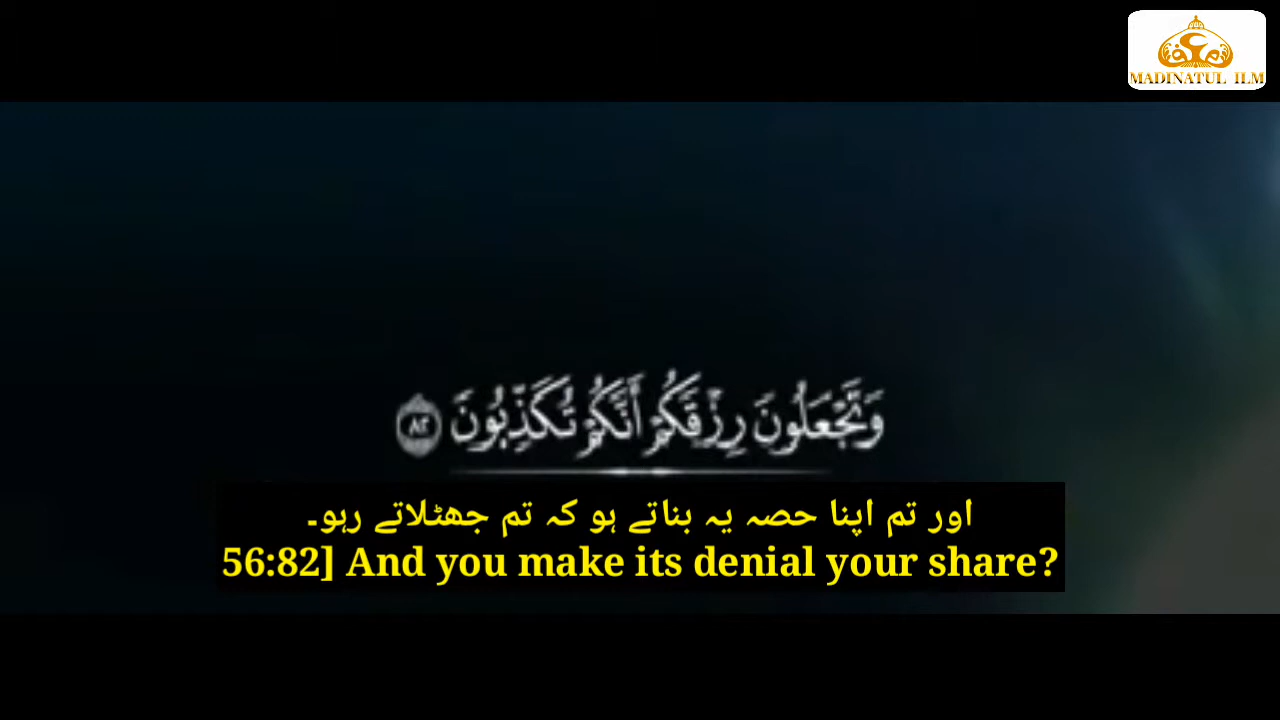 MADINATUL ILM
وَتَجْعَلُونَ رِزْقَكُمْ أَنَّكُمْ تُكَذِّبُونَ ٨٢
اور تم اپنا حصہ یہ بناتے ہو کہ تم جھٹلاتے رہو۔
56:82] And you make its denial your share?